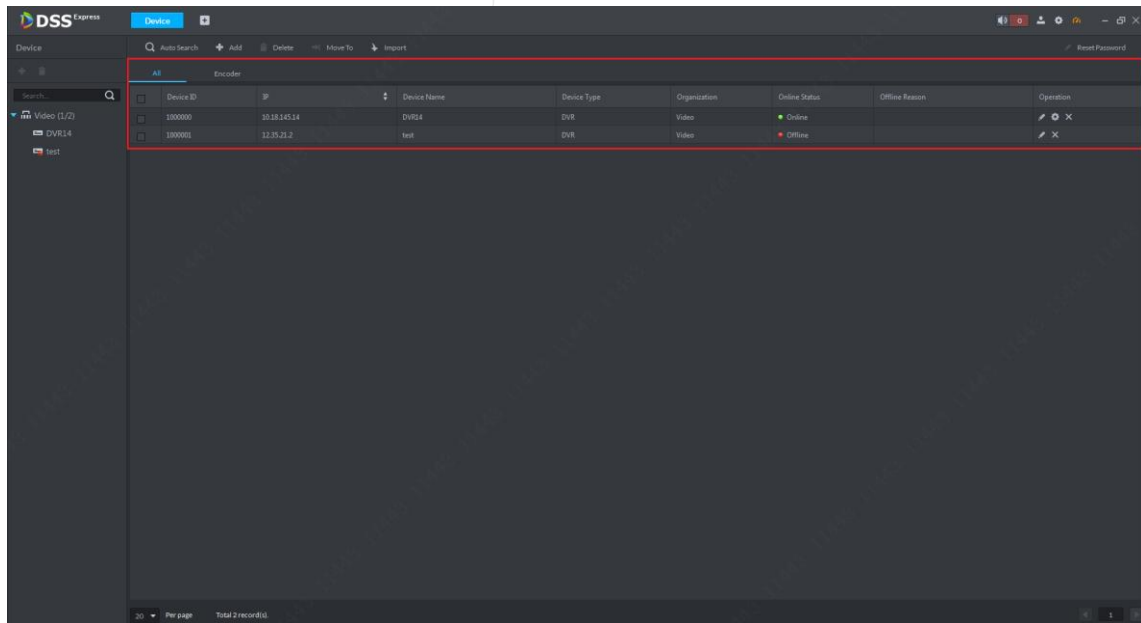 DSS Express
Device
0
Device
Auto Search Add Delete Move To Import Reset Password
All Encoder
Search...
Device ID IP Device Name Device Type Organization Online Status Offline Reason Operation
Video (1/2)
1000000 10.18.145.14 DVR14 DVR Video Online
DVR14
1000001 12.35.21.2 test DVR Video Offline
test
20 Per page Total 2 record(s). 1